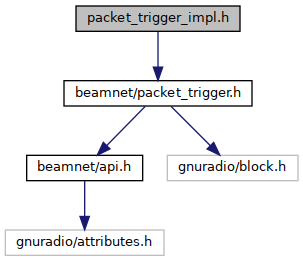 packet_trigger_impl.h
beamnet/packet_trigger.h
beamnet/api.h
gnuradio/block.h
gnuradio/attributes.h